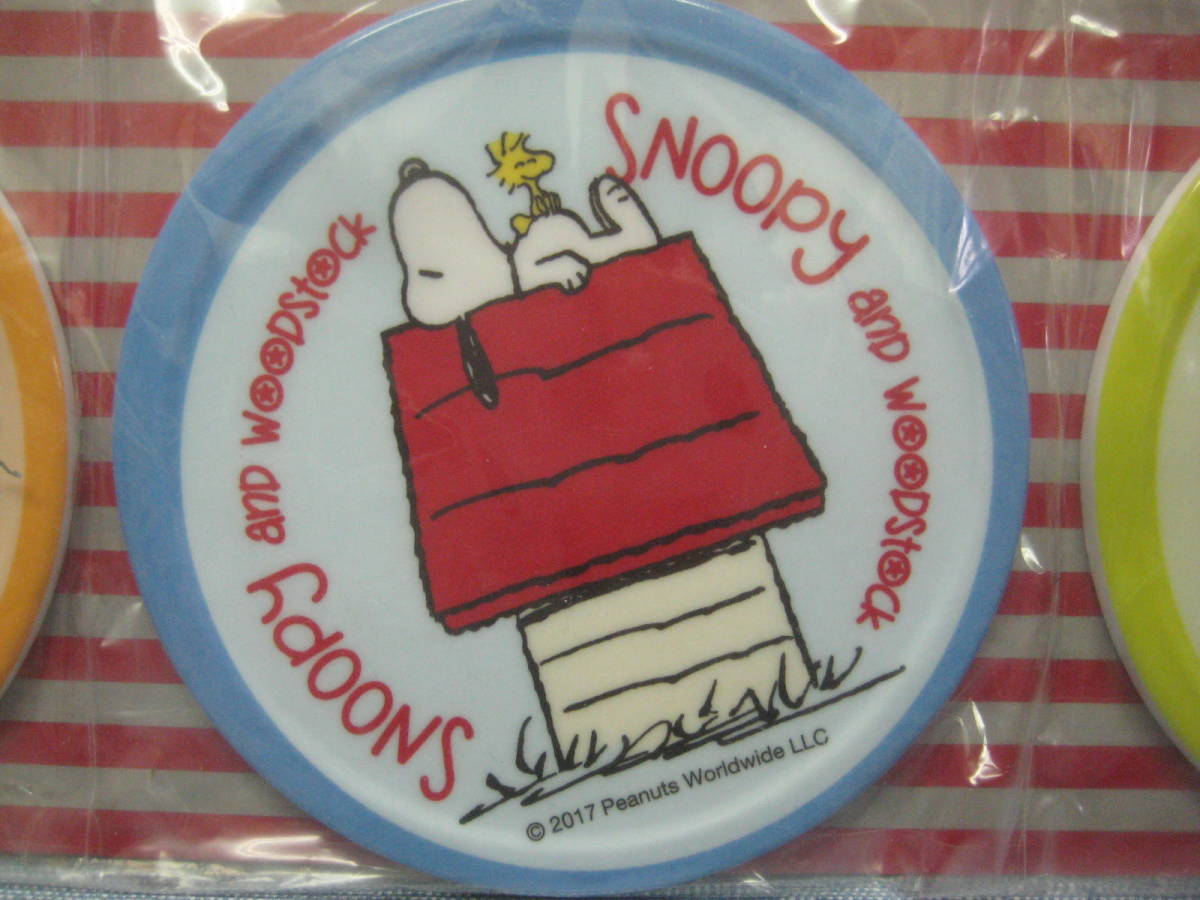 SNOOPY and WOODStOCK
SNOOPY and WOODStOCK
© 2017 Peanuts Worldwide LLC